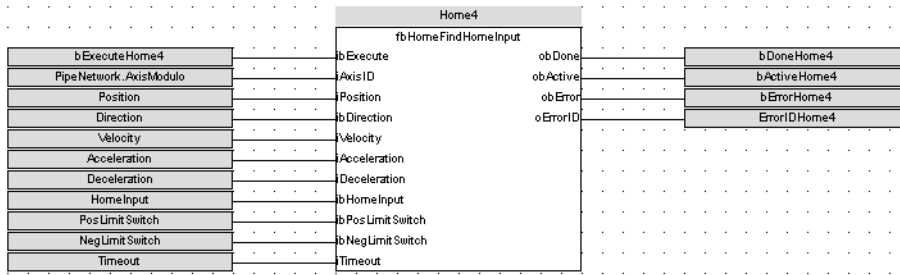 Home4
fbHomeFindHomeInput
bExecuteHome4 ibExecute obDone bDoneHome4
PipeNetwork.AxisModulo iAxisID obActive bActiveHome4
Position iPosition obError bErrorHome4
Direction ibDirection oErrorID ErrorIDHome4
Velocity iVelocity
Acceleration iAcceleration
Deceleration iDeceleration
HomeInput ibHomeInput
PosLimitSwitch ibPosLimitSwitch
NegLimitSwitch ibNegLimitSwitch
Timeout iTimeout